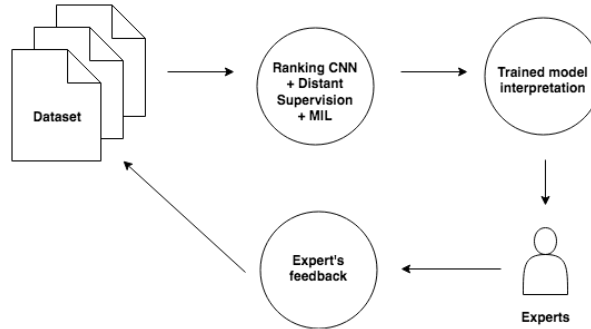 Dataset
Ranking CNN
+ Distant
Supervision
+ MIL
Trained model
interpretation
Experts
Expert's
feedback